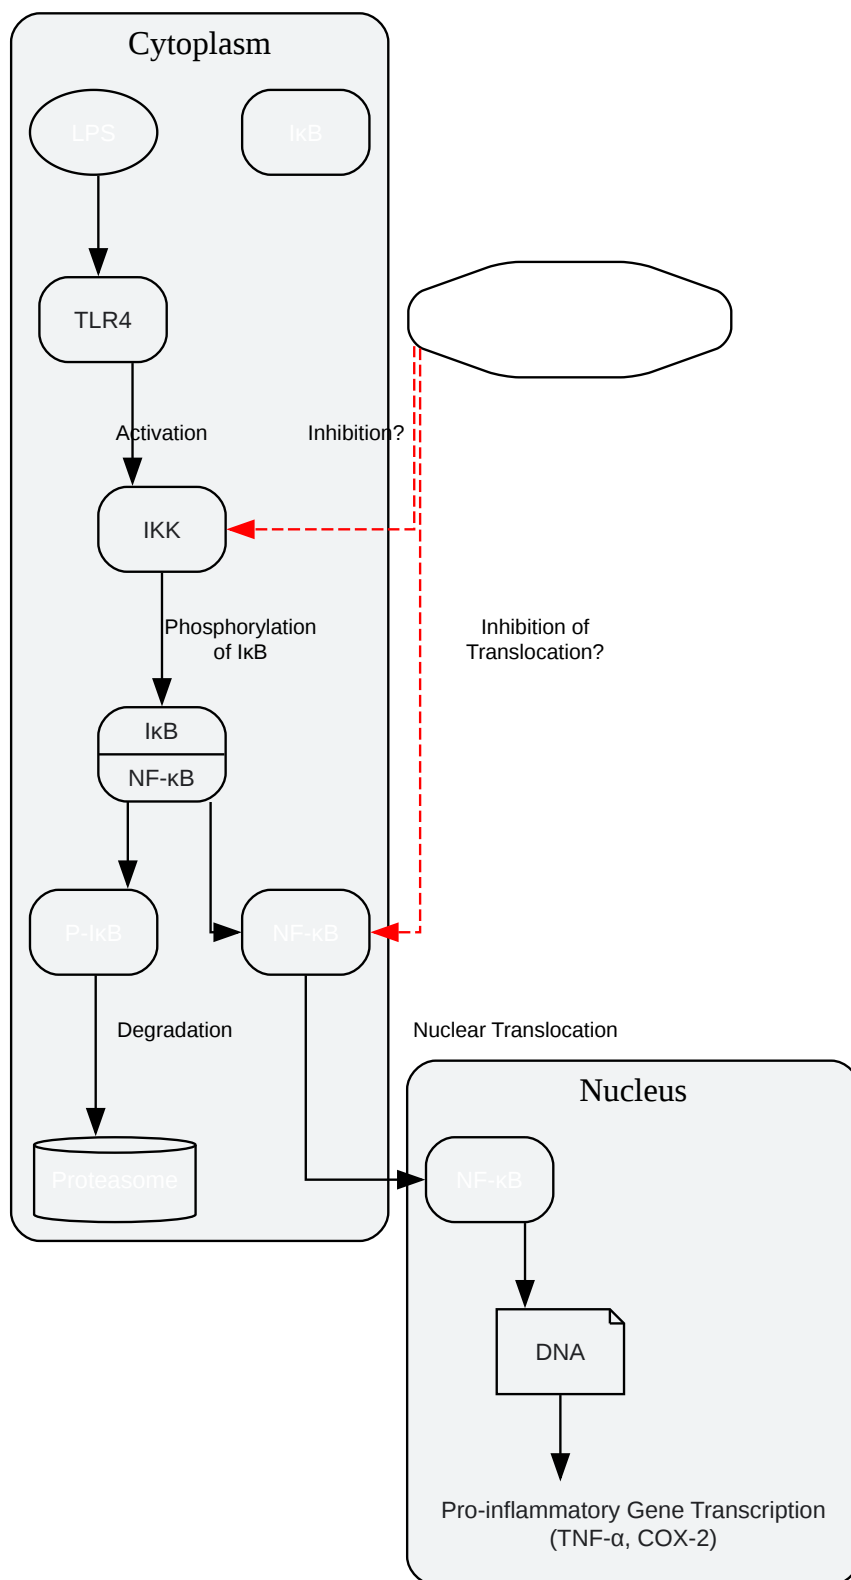 Cytoplasm
LPS
IκB
TLR4
Activation
Inhibition?
IKK
Phosphorylation
of IκB
Inhibition of
Translocation?
IκB
NF-κB
P-IκB
NF-κB
Degradation
Nuclear Translocation
Nucleus
Proteasome
NF-κB
DNA
Pro-inflammatory Gene Transcription
(TNF-α, COX-2)